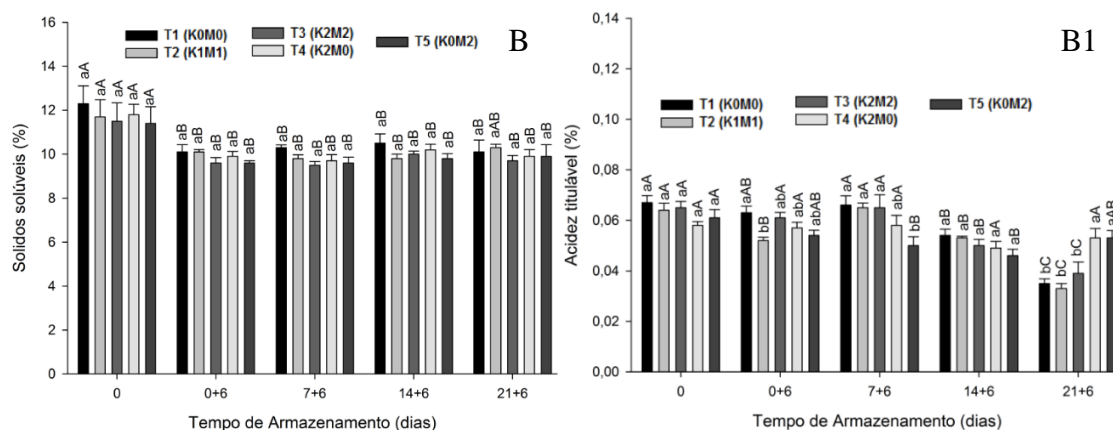 B
T1 (K0M0) T3 (K2M2) T5 (K0M2)
T2 (K1M1) T4 (K2M0)
Solidos solúveis (%)
16
14
12
10
8
6
4
2
0
aA aA aA aA aA
aB aB aB aB aB
aB aB aB aB aB
aB aB aB aB aB
aB aAB aB aB aB
0 0+6 7+6 14+6 21+6
Tempo de Armazenamento (dias)
B1
T1 (K0M0) T3 (K2M2) T5 (K0M2)
T2 (K1M1) T4 (K2M0)
Acidez titulável (%)
0,14
0,12
0,10
0,08
0,06
0,04
0,02
0,00
aA aA aA aA aA
aAB bB abA abA abAB
aA aA aA abA bB
aB aB aB aA aB
bC bC bC aA aAB
0 0+6 7+6 14+6 21+6
Tempo de Armazenamento (dias)